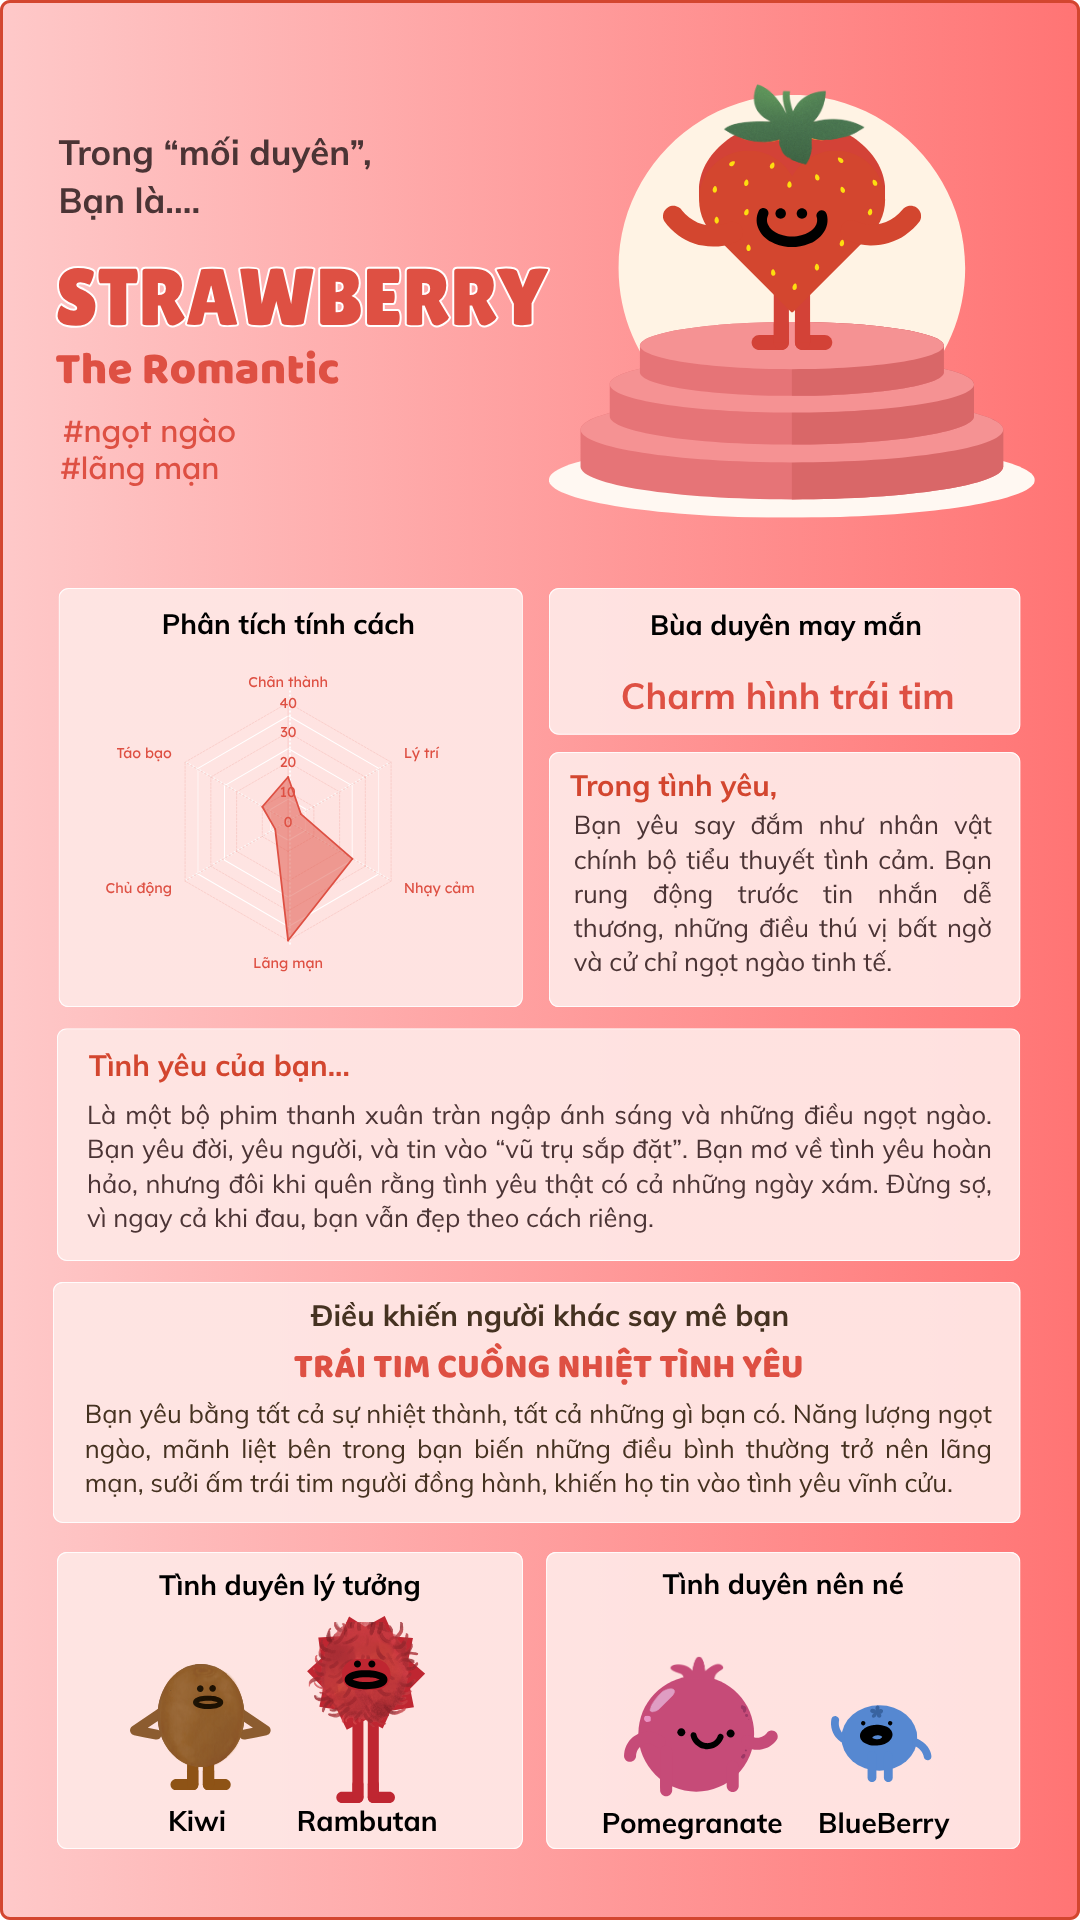 Trong “mối duyên”,
Bạn là....
STRAWBERRY
The Romantic
#ngọt ngào
#lãng mạn
Phân tích tính cách
Chân thành
40
30
20
10
0
Táo bạo
Lý trí
Chủ động
Nhạy cảm
Lãng mạn
Bùa duyên may mắn
Charm hình trái tim
Trong tình yêu,
Bạn yêu say đắm như nhân vật
chính bộ tiểu thuyết tình cảm. Bạn
rung động trước tin nhắn dễ
thương, những điều thú vị bất ngờ
và cử chỉ ngọt ngào tinh tế.
Tình yêu của bạn...
Là một bộ phim thanh xuân tràn ngập ánh sáng và những điều ngọt ngào.
Bạn yêu đời, yêu người, và tin vào “vũ trụ sắp đặt”. Bạn mơ về tình yêu hoàn
hảo, nhưng đôi khi quên rằng tình yêu thật có cả những ngày xám. Đừng sợ,
vì ngay cả khi đau, bạn vẫn đẹp theo cách riêng.
Điều khiến người khác say mê bạn
TRÁI TIM CUỒNG NHIỆT TÌNH YÊU
Bạn yêu bằng tất cả sự nhiệt thành, tất cả những gì bạn có. Năng lượng ngọt
ngào, mãnh liệt bên trong bạn biến những điều bình thường trở nên lãng
mạn, sưởi ấm trái tim người đồng hành, khiến họ tin vào tình yêu vĩnh cửu.
Tình duyên lý tưởng
Kiwi
Rambutan
Tình duyên nên né
Pomegranate
BlueBerry